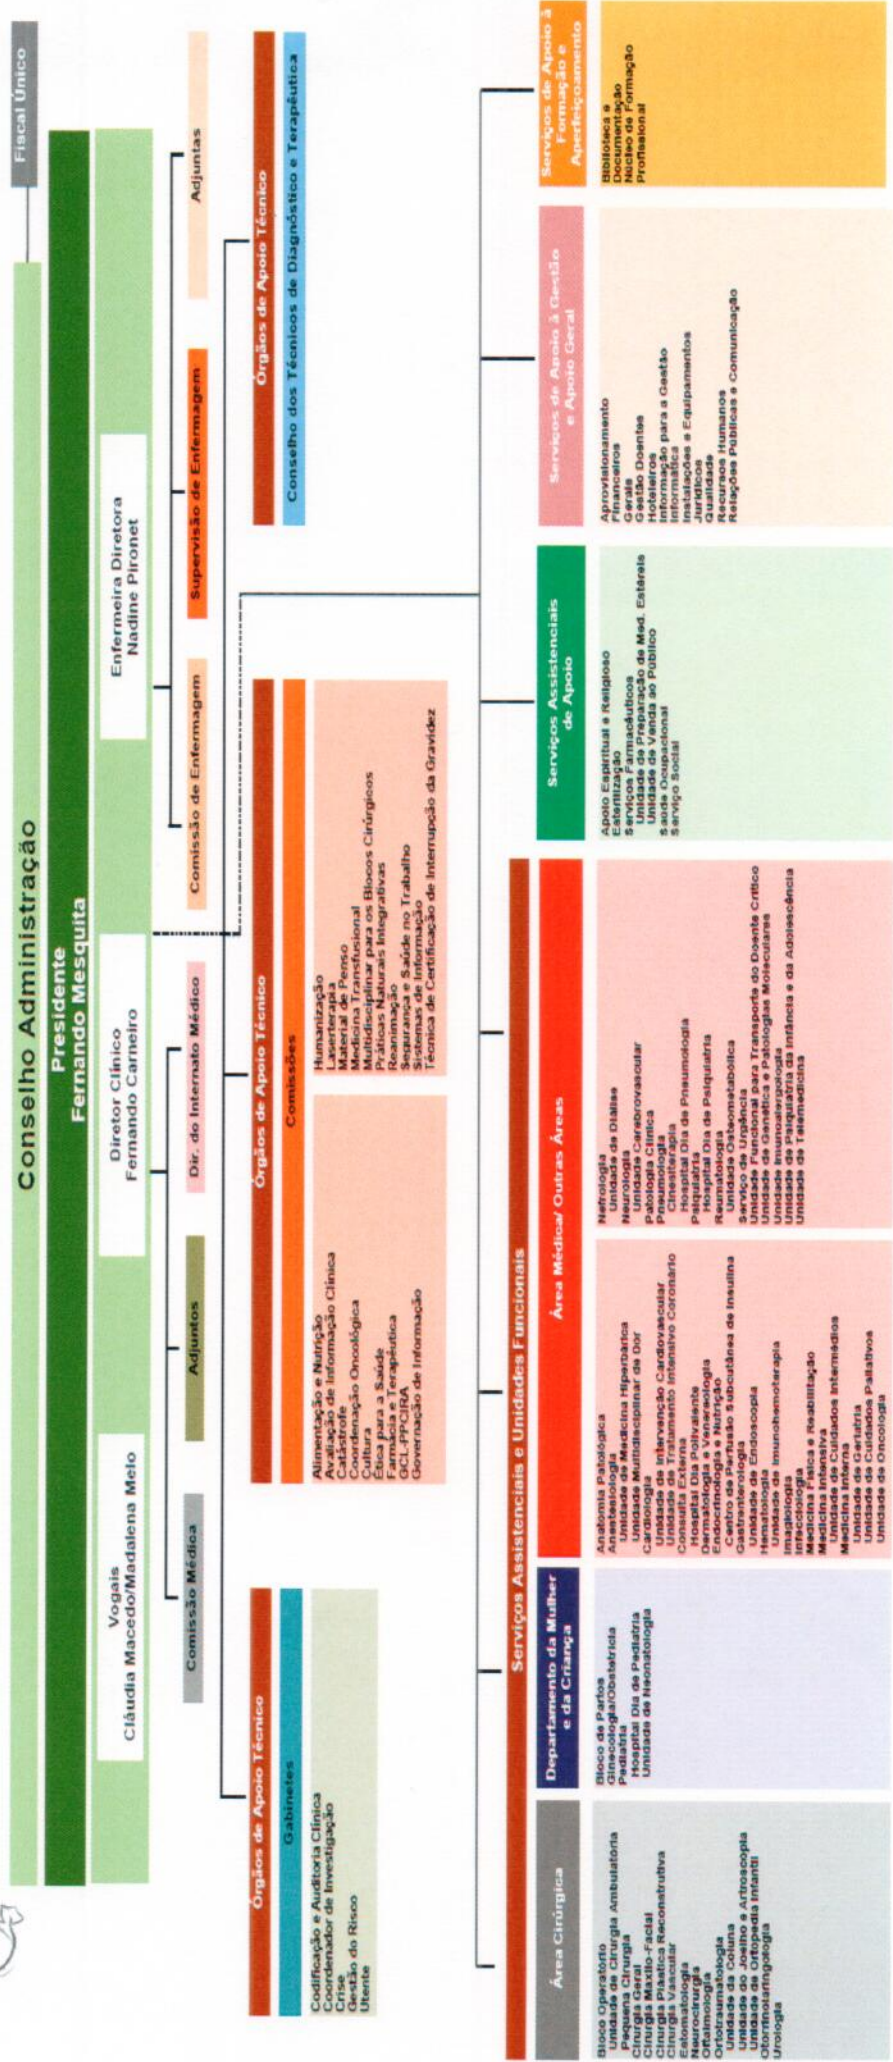 Conselho Administração
Fiscal Único
Presidente
Fernando Mesquita
Vogais
Cláudia Macedo/Madalena Melo
Diretor Clínico
Fernando Carneiro
Enfermeira Diretora
Nadine Pironet
Comissão Médica
Adjuntos
Dir. do Internato Médico
Comissão de Enfermagem
Supervisão de Enfermagem
Adjuntas
Órgãos de Apoio Técnico
Gabinetes
Codificação e Auditoria Clínica
Coordenador de Investigação
Crise
Gestão do Risco
Utente
Órgãos de Apoio Técnico
Comissões
Alimentação e Nutrição
Avaliação de Informação Clínica
Catástrofe
Coordenação Oncológica
Cultura
Ética para a Saúde
Farmácia e Terapêutica
GCL-PPCIRA
Governação de Informação
Humanização
Laserterapia
Material de Penso
Medicina Transfusional
Multidisciplinar para os Blocos Cirúrgicos
Práticas Naturais Integrativas
Reanimação
Segurança e Saúde no Trabalho
Sistemas de Informação
Técnica de Certificação de Interrupção da Gravidez
Órgãos de Apoio Técnico
Conselho dos Técnicos de Diagnóstico e Terapêutica
Serviços Assistenciais e Unidades Funcionais
Área Cirúrgica
Bloco Operatório
Unidade de Cirurgia Ambulatória
Pequena Cirurgia
Cirurgia Geral
Cirurgia Maxilo-Facial
Cirurgia Plástica Reconstrutiva
Cirurgia Vascular
Estomatologia
Neurocirurgia
Oftalmologia
Ortotraumatologia
Unidade da Coluna
Unidade do Joelho e Artroscopia
Unidade de Ortopedia Infantil
Otorrinolaringologia
Urologia
Departamento da Mulher
e da Criança
Bloco de Partos
Ginecologia/Obstetrícia
Pediatria
Hospital Dia de Pediatria
Unidade de Neonatologia
Área Médica/ Outras Áreas
Anatomia Patológica
Anestesiologia
Unidade de Medicina Hiperbárica
Unidade Multidisciplinar de Dor
Cardiologia
Unidade de Intervenção Cardiovascular
Unidade de Tratamento Intensivo Coronário
Consulta Externa
Hospital Dia Polivalente
Dermatologia e Venereologia
Endocrinologia e Nutrição
Centro de Perfusão Subcutânea de Insulina
Gastrenterologia
Unidade de Endoscopia
Hematologia
Unidade de Imunohemoterapia
Imagiologia
Infecciologia
Medicina Física e Reabilitação
Medicina Intensiva
Unidade de Cuidados Intermédios
Medicina Interna
Unidade de Geriatria
Unidade de cuidados Paliativos
Unidade de Oncologia
Nefrologia
Unidade de Diálise
Neurologia
Unidade Cerebrovascular
Patologia Clínica
Pneumologia
Cinesiterapia
Hospital Dia de Pneumologia
Psiquiatria
Hospital Dia de Psiquiatria
Reumatologia
Unidade Osteometabólica
Serviço de Urgência
Unidade Funcional para Transporte do Doente Crítico
Unidade de Genética e Patologias Moleculares
Unidade Imunoalergologia
Unidade de Psiquiatria da Infância e da Adolescência
Unidade de Telemedicina
Serviços Assistenciais
de Apoio
Apoio Espiritual e Religioso
Esterilização
Serviços Farmacêuticos
Unidade de Preparação de Med. Estéreis
Unidade de Venda ao Público
Saúde Ocupacional
Serviço Social
Serviços de Apoio à Gestão
e Apoio Geral
Aprovisionamento
Financeiros
Gerais
Gestão Doentes
Hoteleiros
Informação para a Gestão
Informática
Instalações e Equipamentos
Jurídicos
Qualidade
Recursos Humanos
Relações Públicas e Comunicação
Serviços de Apoio à
Formação e
Aperfeiçoamento
Biblioteca e
Documentação
Núcleo de Formação
Profissional